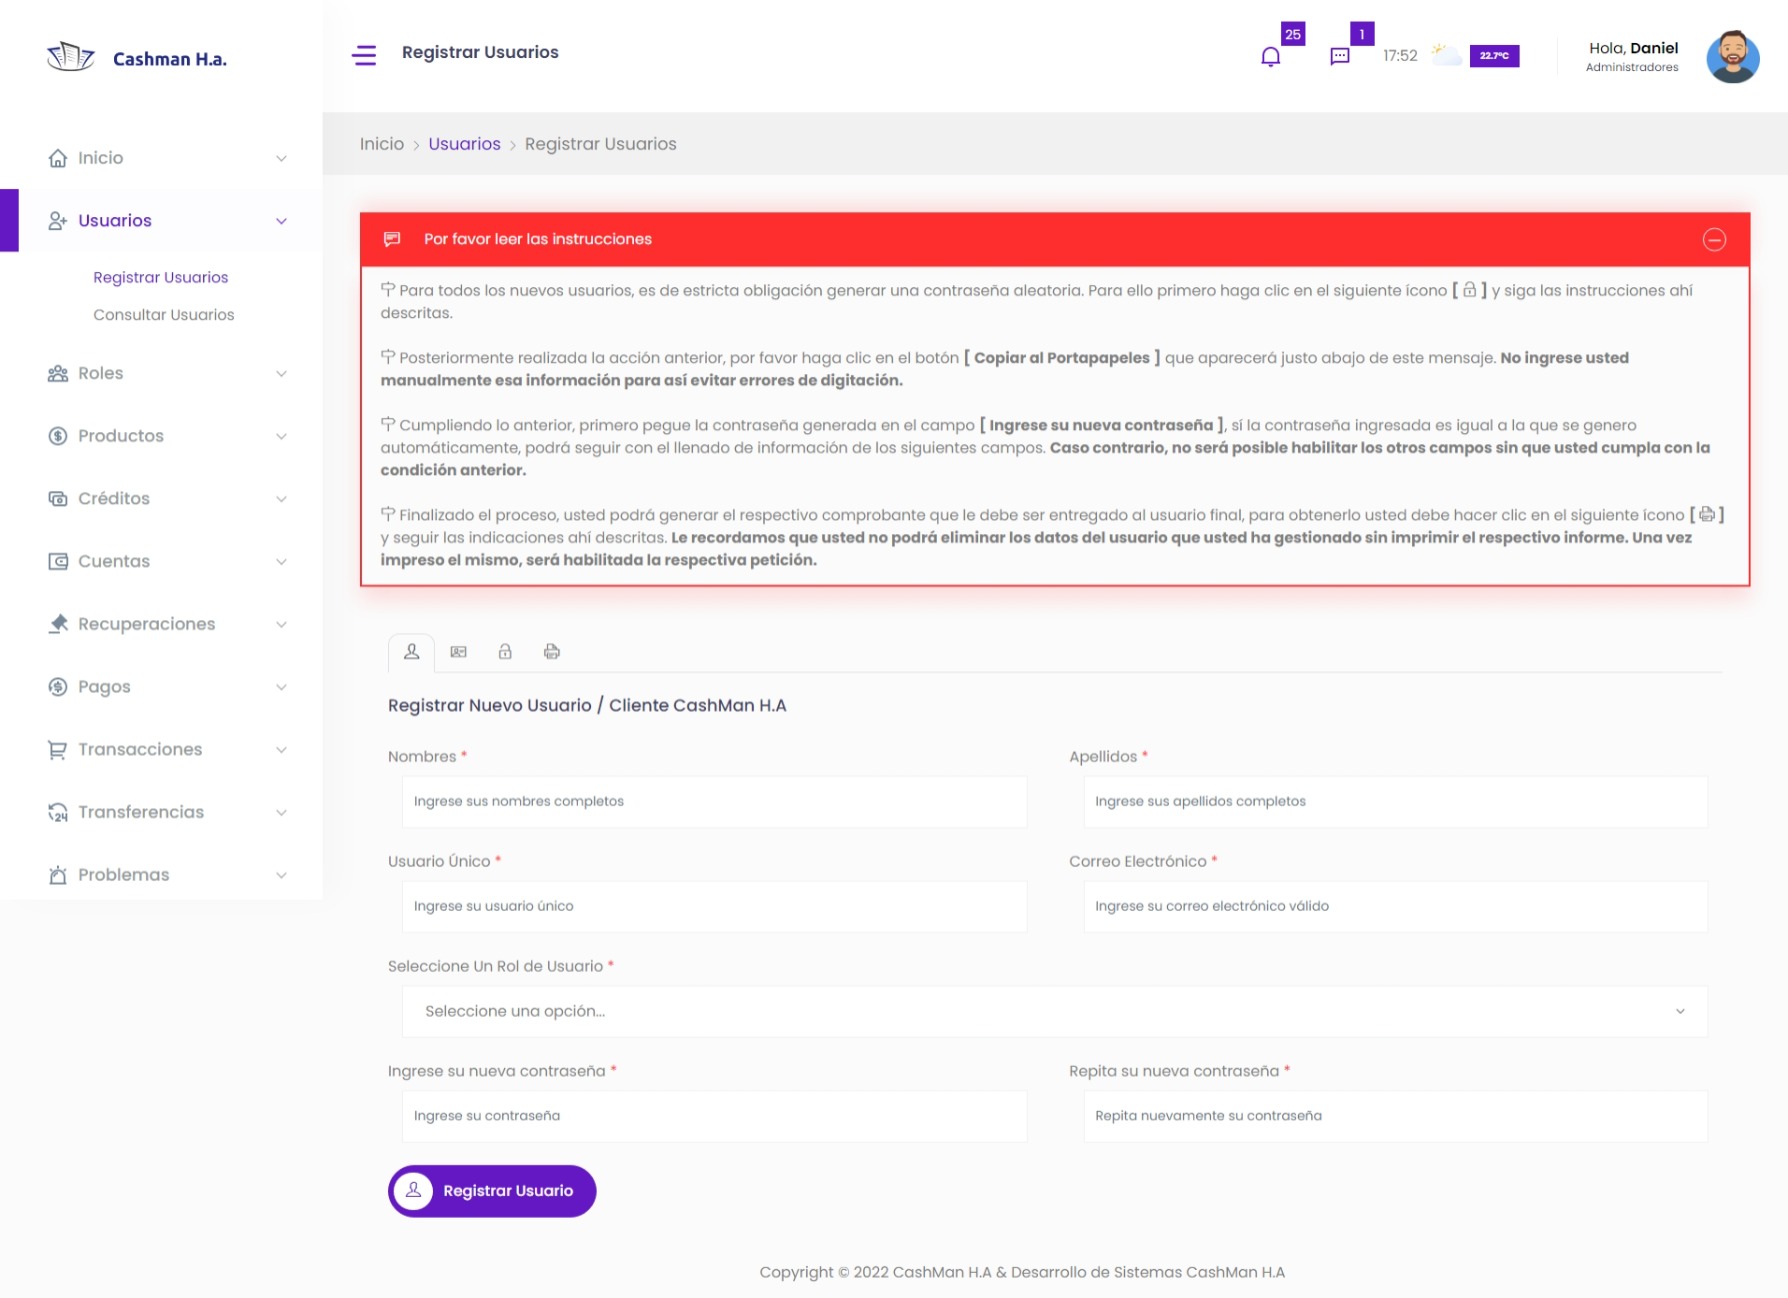 Cashman H.a.
Registrar Usuarios
25
1
17:52
22.7°C
Hola, Daniel
Administradores
Inicio
Usuarios
Registrar Usuarios
Consultar Usuarios
Roles
Productos
Créditos
Cuentas
Recuperaciones
Pagos
Transacciones
Transferencias
24
Problemas
Inicio > Usuarios > Registrar Usuarios
Por favor leer las instrucciones
Para todos los nuevos usuarios, es de estricta obligación generar una contraseña aleatoria. Para ello primero haga clic en el siguiente ícono [ ] y siga las instrucciones ahí
descritas.
Posteriormente realizada la acción anterior, por favor haga clic en el botón [ Copiar al Portapapeles ] que aparecerá justo abajo de este mensaje. No ingrese usted
manualmente esa información para así evitar errores de digitación.
Cumpliendo lo anterior, primero pegue la contraseña generada en el campo [ Ingrese su nueva contraseña ], sí la contraseña ingresada es igual a la que se genero
automáticamente, podrá seguir con el llenado de información de los siguientes campos. Caso contrario, no será posible habilitar los otros campos sin que usted cumpla con la
condición anterior.
Finalizado el proceso, usted podrá generar el respectivo comprobante que le debe ser entregado al usuario final, para obtenerlo usted debe hacer clic en el siguiente ícono [ ]
y seguir las indicaciones ahí descritas. Le recordamos que usted no podrá eliminar los datos del usuario que usted ha gestionado sin imprimir el respectivo informe. Una vez
impreso el mismo, será habilitada la respectiva petición.
Registrar Nuevo Usuario / Cliente CashMan H.A
Nombres *
Ingrese sus nombres completos
Apellidos *
Ingrese sus apellidos completos
Usuario Único *
Ingrese su usuario único
Correo Electrónico *
Ingrese su correo electrónico válido
Seleccione Un Rol de Usuario *
Seleccione una opción...
Ingrese su nueva contraseña *
Ingrese su contraseña
Repita su nueva contraseña *
Repita nuevamente su contraseña
Registrar Usuario
Copyright © 2022 CashMan H.A & Desarrollo de Sistemas CashMan H.A